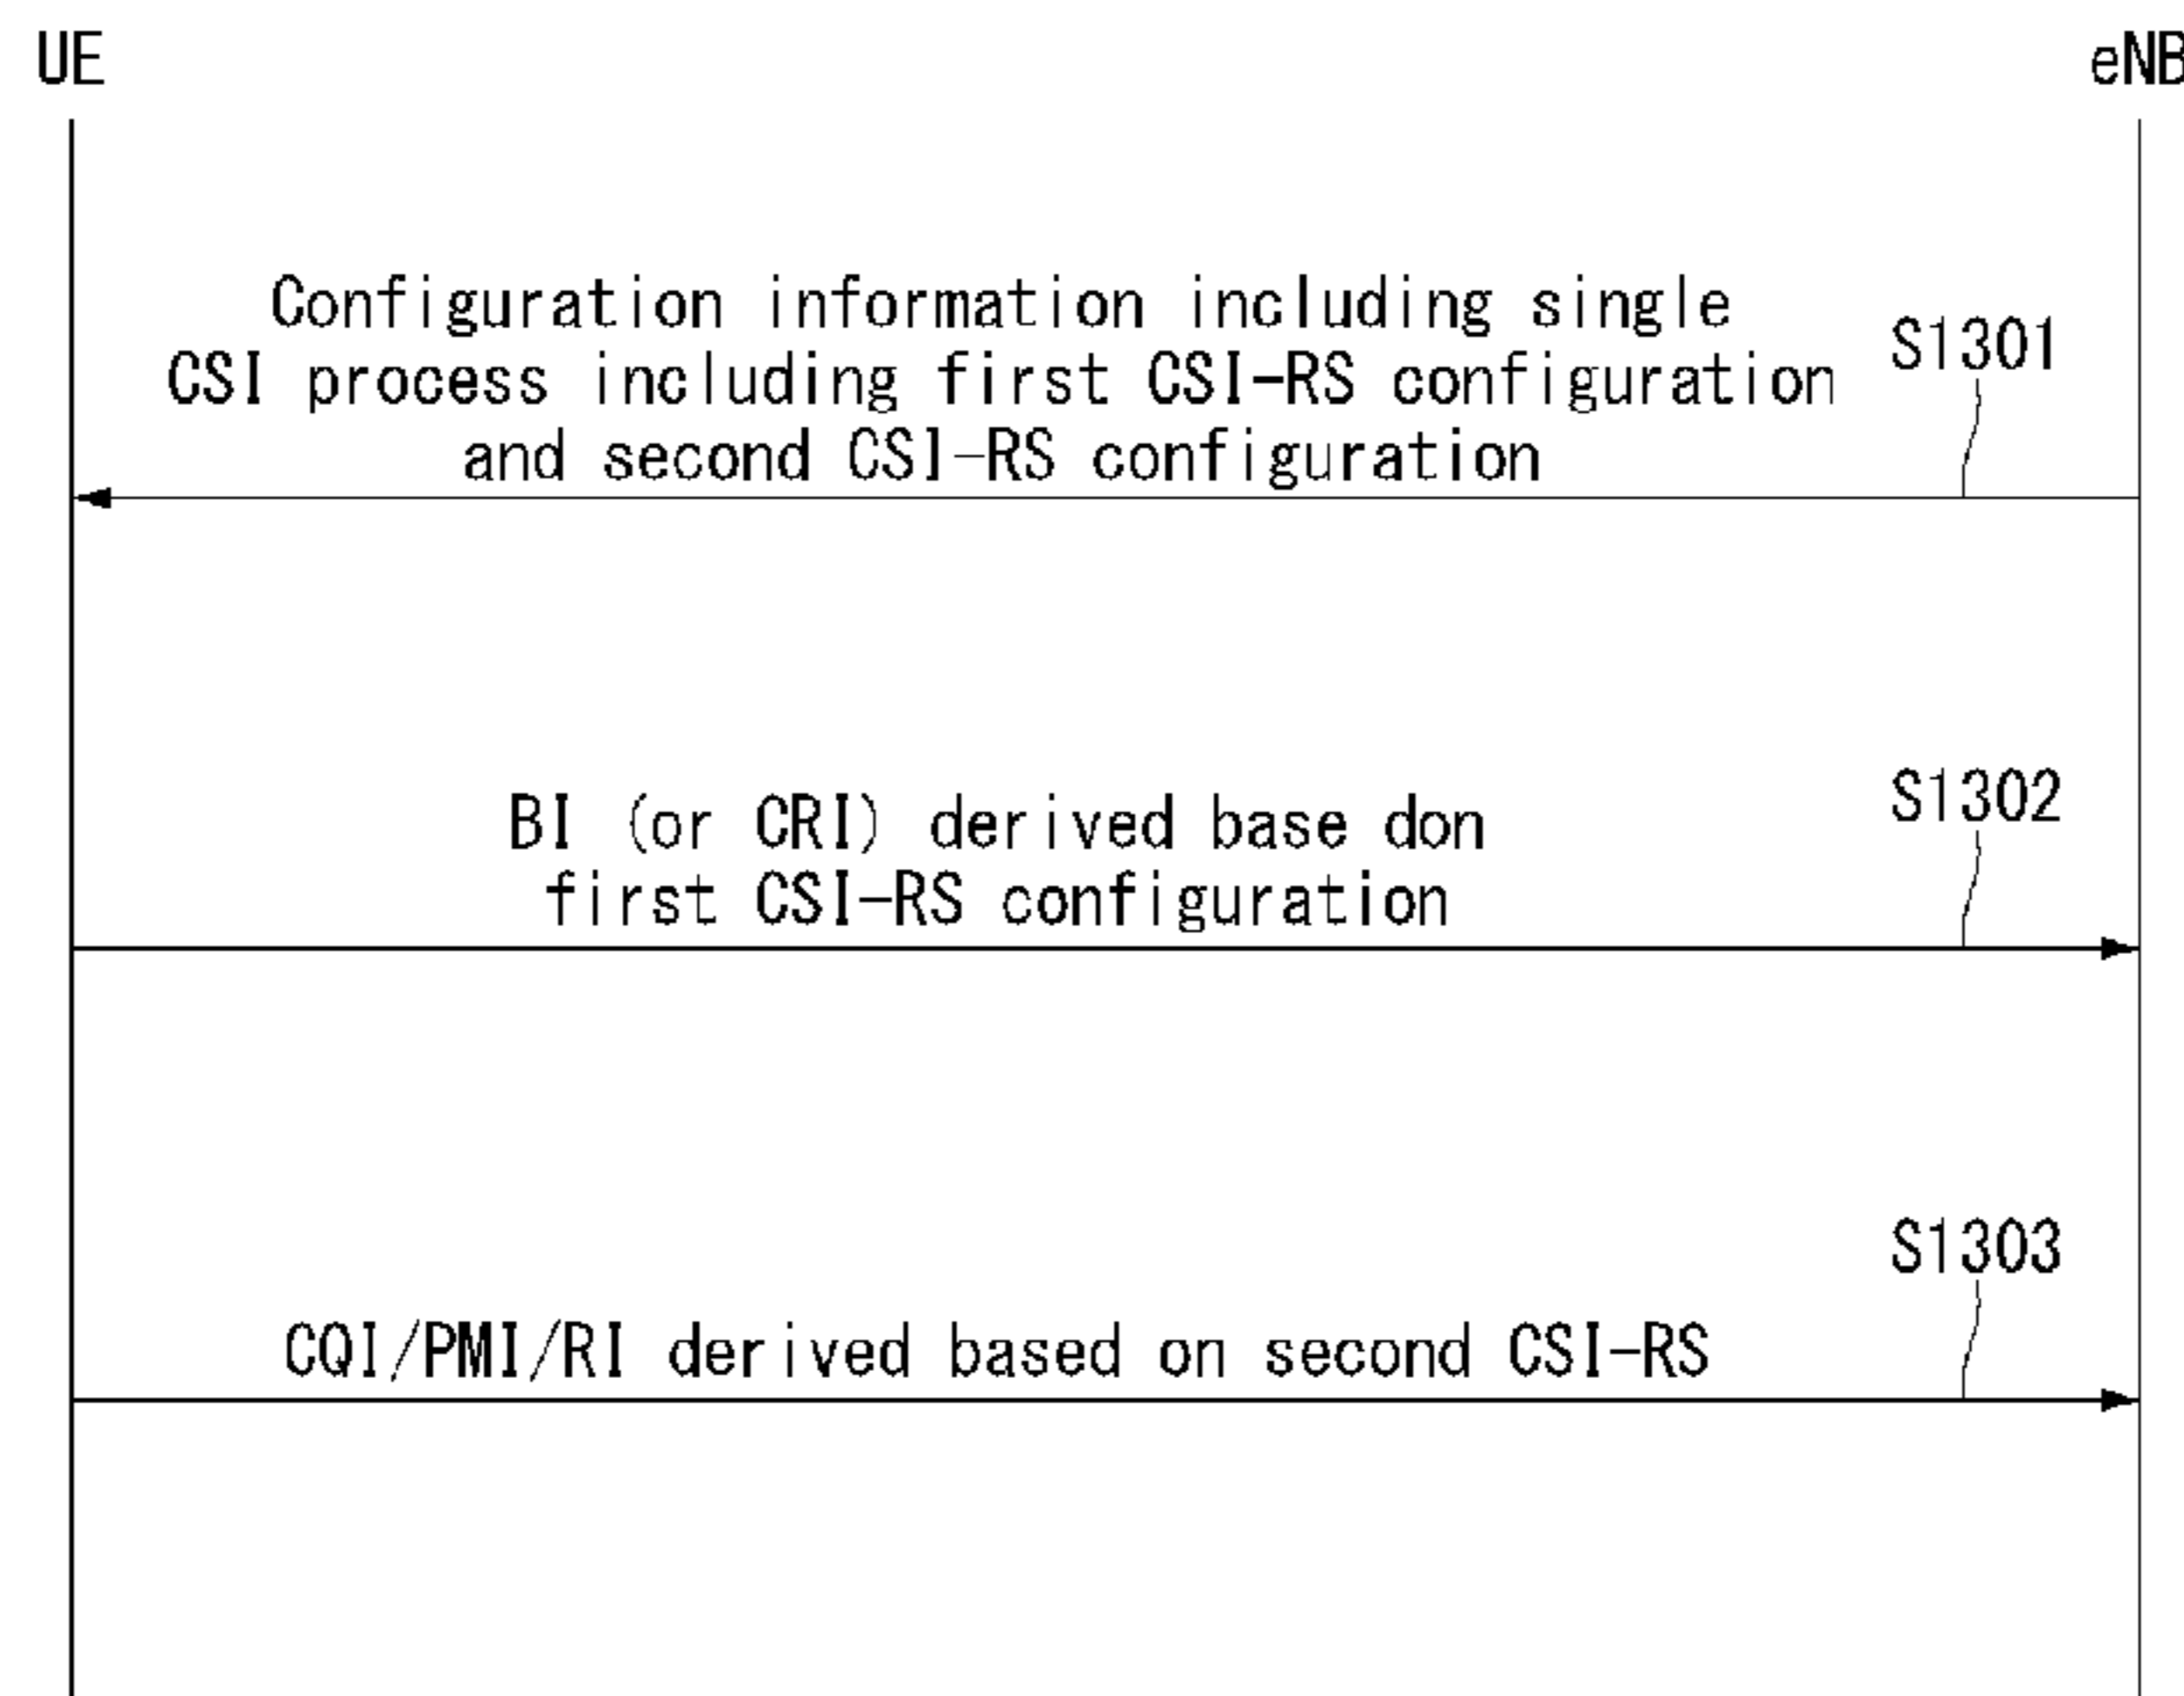 UE
eNB
Configuration information including single
CSI process including first CSI-RS configuration
and second CSI-RS configuration
S1301
BI (or CRI) derived base don
first CSI-RS configuration
S1302
CQI/PMI/RI derived based on second CSI-RS
S1303